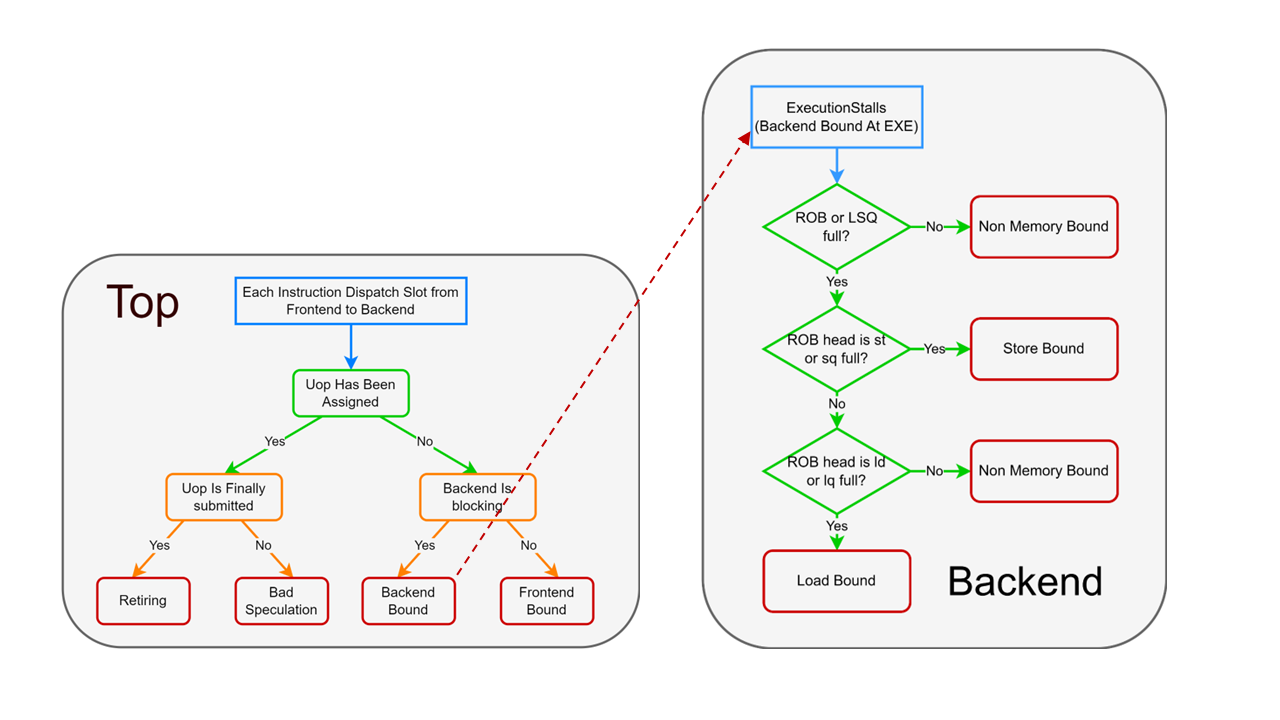 Top
Each Instruction Dispatch Slot from
Frontend to Backend
Uop Has Been
Assigned
Yes
No
Uop Is Finally
submitted
Backend Is
blocking
Yes
No
Yes
No
Retiring
Bad
Speculation
Backend
Bound
Frontend
Bound
ExecutionStalls
(Backend Bound At EXE)
ROB or LSQ
full?
No
Non Memory Bound
Yes
ROB head is st
or sq full?
Yes
Store Bound
No
ROB head is ld
or lq full?
No
Non Memory Bound
Yes
Load Bound
Backend